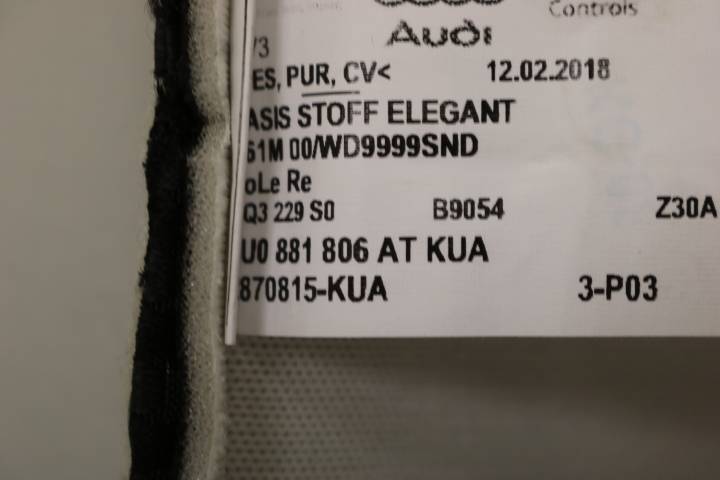 Controls
Audi
/3
ES, PUR, CV< 12.02.2018
ASIS STOFF ELEGANT
61M 00/WD9999SND
oLe Re
Q3 229 S0 B9054 Z30A
U0 881 806 AT KUA
870815-KUA 3-P03